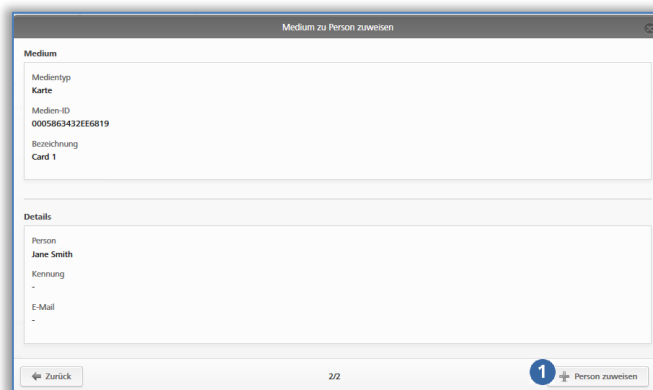 Medium zu Person zuweisen
Medium
Medientyp
Karte
Medien-ID
0005863432EE6819
Bezeichnung
Card 1
Details
Person
Jane Smith
Kennung
-
E-Mail
-
Zurück
2/2
1
Person zuweisen